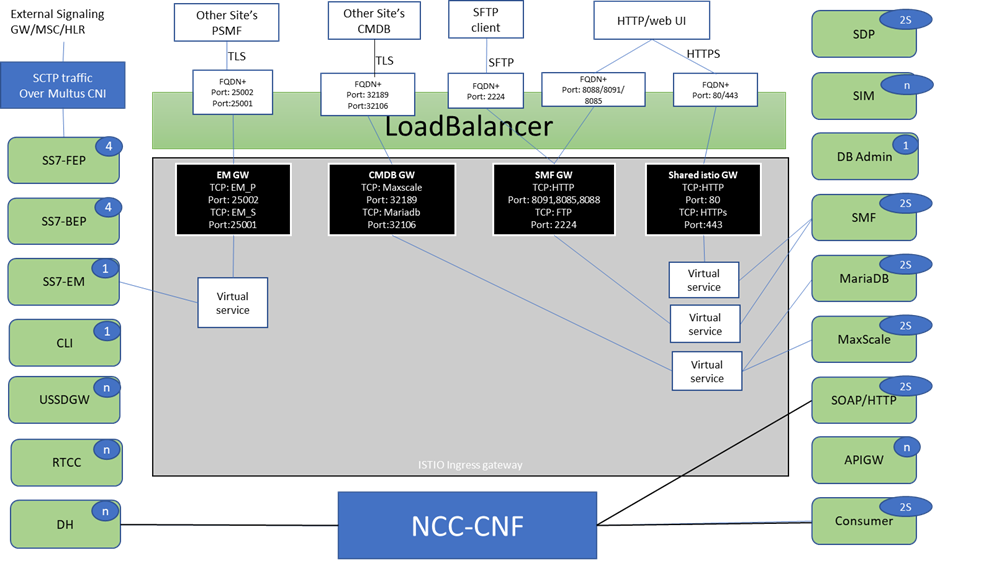 External Signaling
GW/MSC/HLR
Other Site's
PSMF
Other Site's
CMDB
SFTP
client
HTTP/web UI
TLS
TLS
SFTP
HTTPS
SCTP traffic
Over Multus CNI
FQDN+
Port: 25002
Port:25001
FQDN+
Port: 32189
Port:32106
FQDN+
Port: 2224
FQDN+
Port: 8088/8091/
8085
FQDN+
Port: 80/443
LoadBalancer
EM GW
TCP: EM_P
Port: 25002
TCP: EM_S
Port:25001
CMDB GW
TCP: Maxscale
32189
TCP: Mariadb
Port:32106
SMF GW
TCP:HTTP
Port: 8091,8085,8088
TCP: FTP
Port: 2224
Shared istio GW
TCP:HTTP
Port: 80
TCP: HTTPs
Port:443
Virtual
service
Virtual
service
Virtual
service
Virtual
service
ISTIO Ingress gateway
NCC-CNF
SS7-FEP
4
SS7-BEP
4
SS7-EM
1
CLI
1
USSDGW
n
RTCC
n
DH
n
SDP
2S
SIM
n
DB Admin
1
SMF
2S
MariaDB
2S
MaxScale
2S
SOAP/HTTP
2S
APIGW
n
Consumer
2S